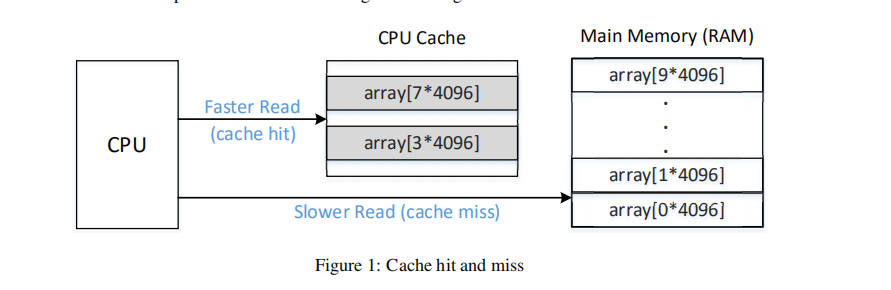 CPU Cache
Main Memory (RAM)
array[9*4096]
array[7*4096]
Faster Read
(cache hit)
.
.
.
array[3*4096]
CPU
array[1*4096]
Slower Read (cache miss)
array[0*4096]
Figure 1: Cache hit and miss